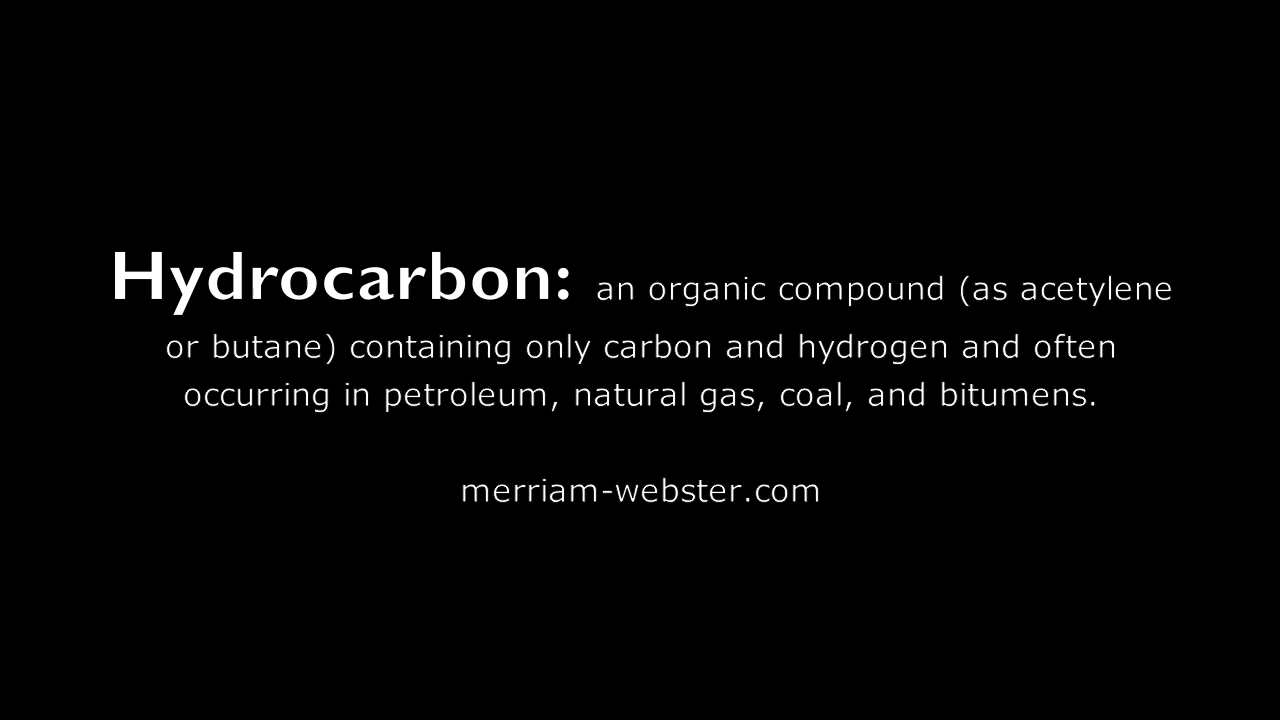 Hydrocarbon: an organic compound (as acetylene
or butane) containing only carbon and hydrogen and often
occurring in petroleum, natural gas, coal, and bitumens.
merriam-webster.com